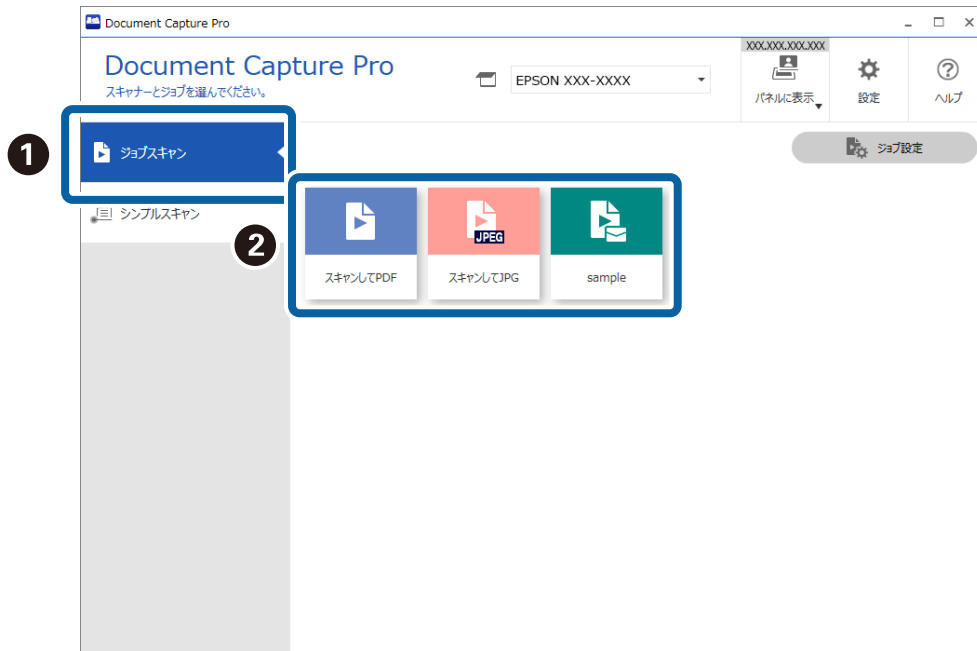 Document Capture Pro
Document Capture Pro
スキャナーとジョブを選んでください。
EPSON XXX-XXXX
XXX.XXX.XXX.XXX
パネルに表示
設定
ヘルプ
1
ジョブスキャン
ジョブ設定
シンプルスキャン
2
JPEG
スキャンしてPDF
スキャンしてJPG
sample